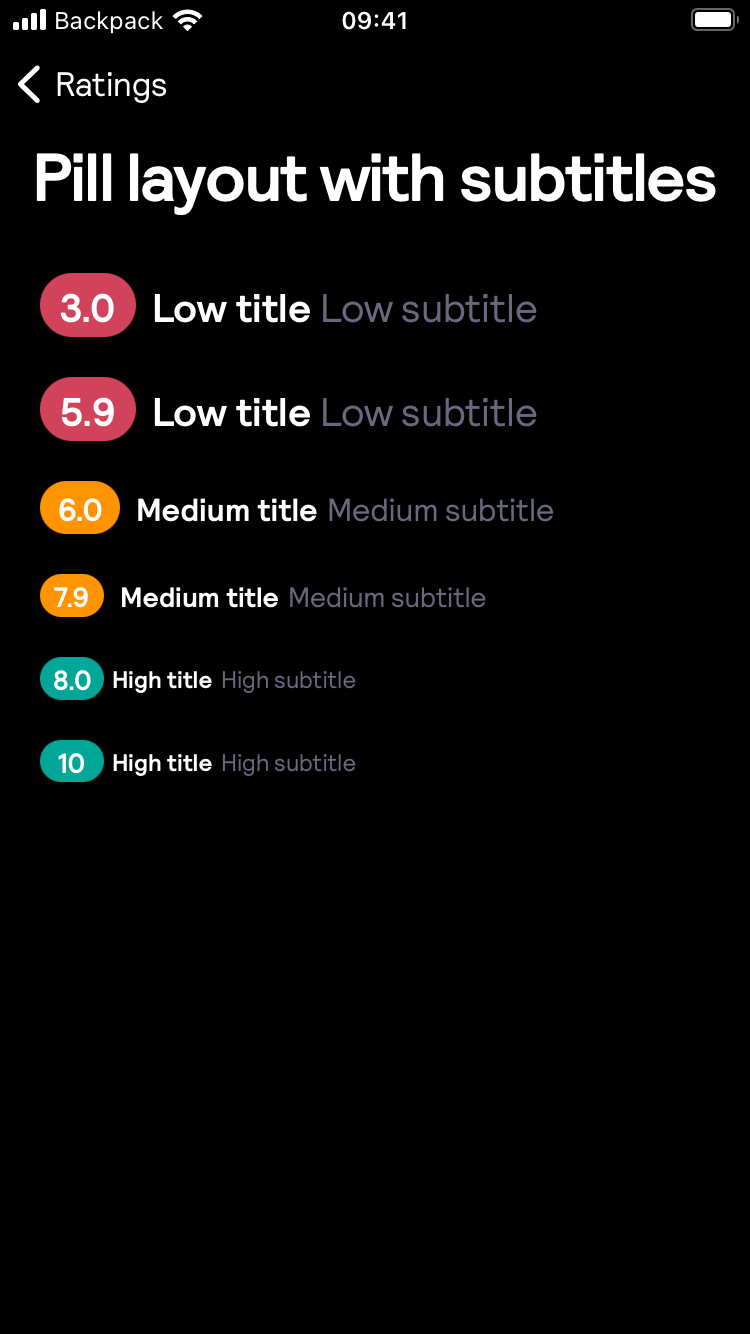 Backpack 09:41
Ratings
Pill layout with subtitles
3.0 Low title Low subtitle
5.9 Low title Low subtitle
6.0 Medium title Medium subtitle
7.9 Medium title Medium subtitle
8.0 High title High subtitle
10 High title High subtitle